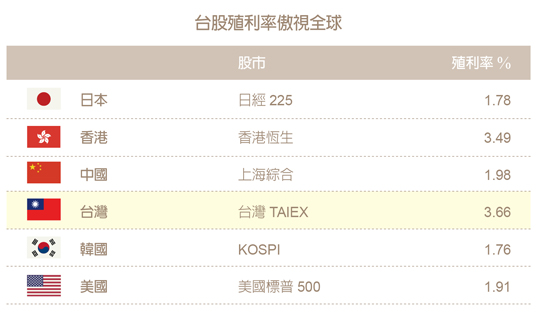 台股殖利率傲視全球
股市 殖利率 %
日本 日經 225 1.78
香港 香港恆生 3.49
中國 上海綜合 1.98
台灣 台灣 TAIEX 3.66
韓國 KOSPI 1.76
美國 美國標普 500 1.91